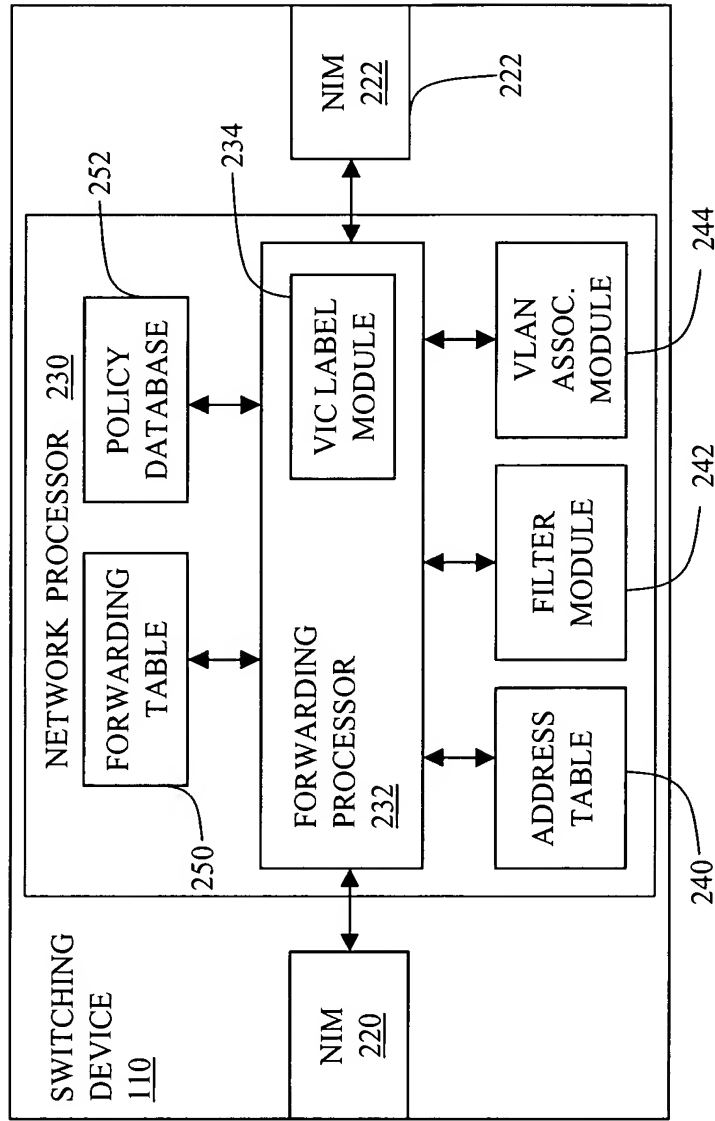 SWITCHING
DEVICE
110
NETWORK PROCESSOR 230
NIM
220
FORWARDING
TABLE
250
POLICY
DATABASE
252
FORWARDING
PROCESSOR
232
VIC LABEL
MODULE
234
NIM
222
222
ADDRESS
TABLE
240
FILTER
MODULE
242
VLAN
ASSOC.
MODULE
244